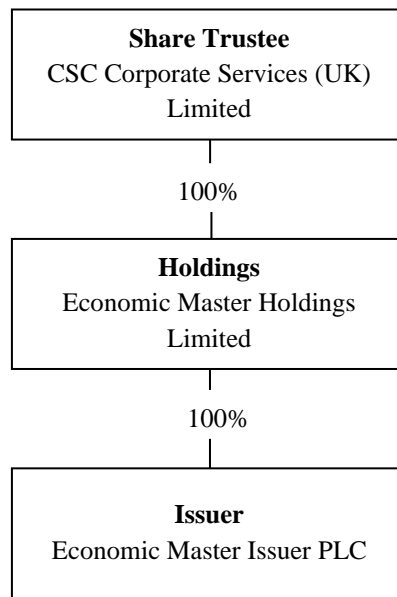 Share Trustee
CSC Corporate Services (UK)
Limited
100%
Holdings
Economic Master Holdings
Limited
100%
Issuer
Economic Master Issuer PLC